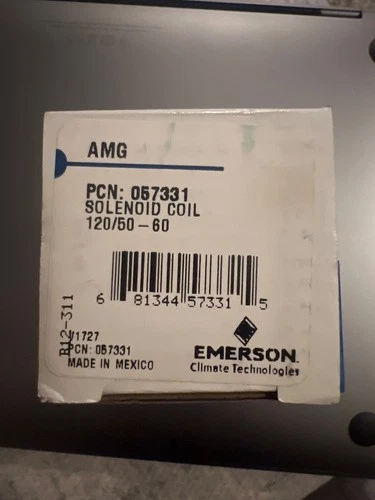 AMG
PCN: 057331
SOLENOID COIL
120/50-60
6 81344 57331 5
B12-311
V1727
PCN: 057331
MADE IN MEXICO
EMERSON.
Climate Technologies